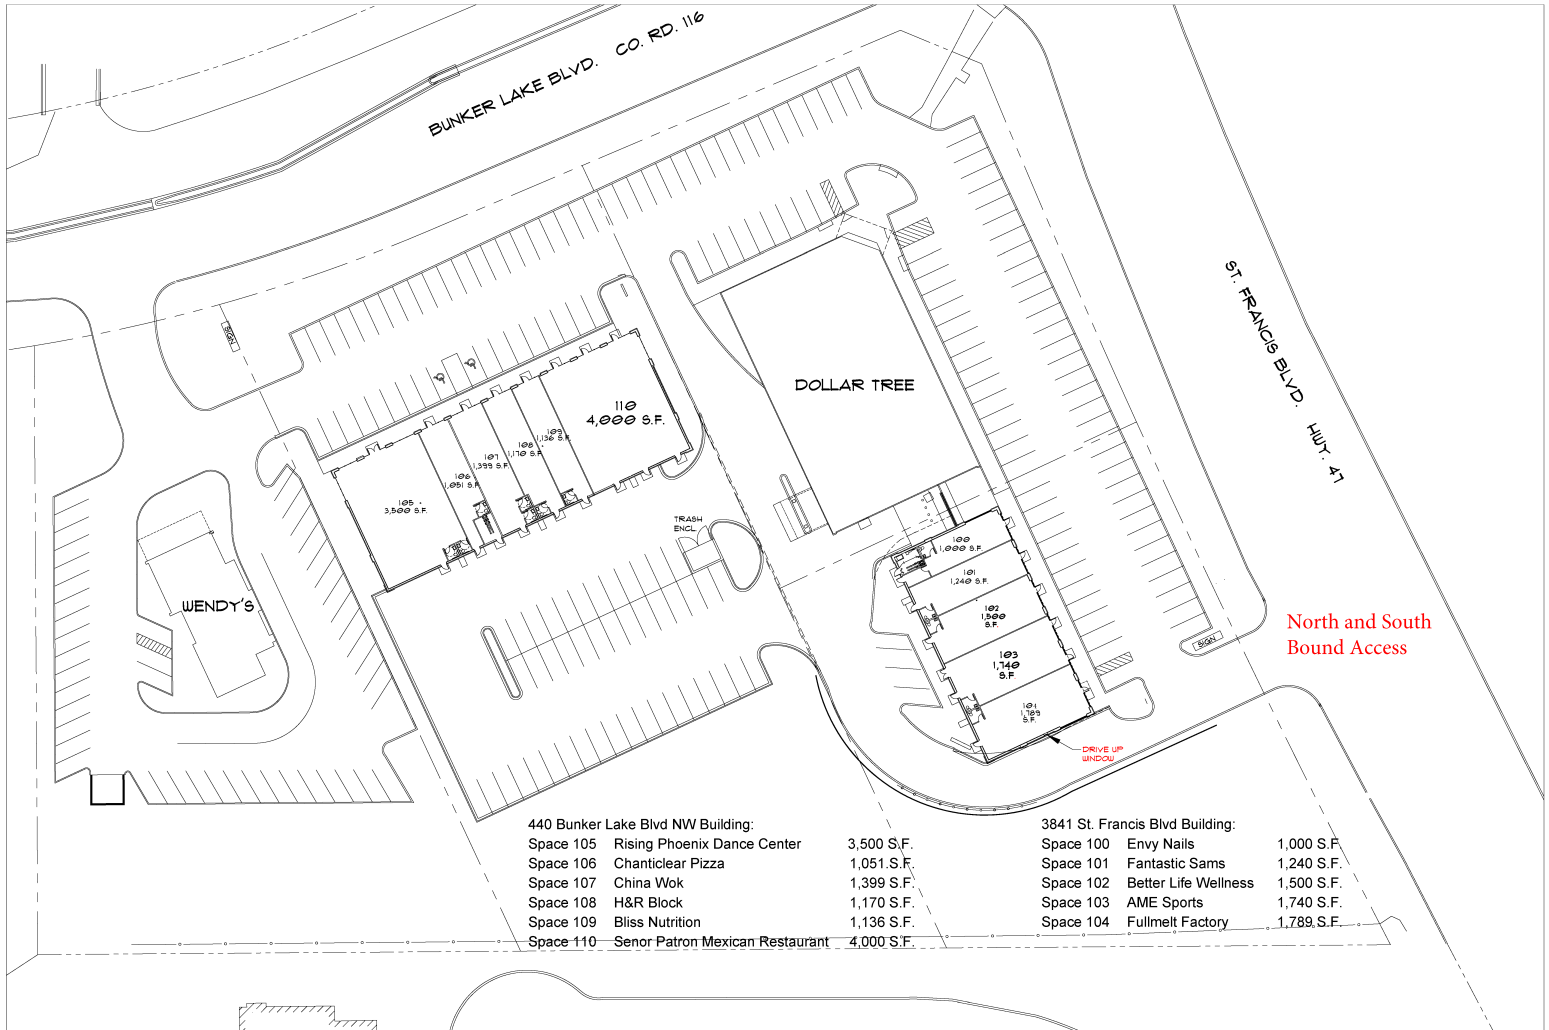 BUNKER LAKE BLVD. CO. RD. 116
ST. FRANCIS BLVD. HWY. 47
SIGN
DOLLAR TREE
110
4,000 S.F.
109
1,136 S.F.
108
1,170 S.F.
107
1,399 S.F.
106
1,051 S.F.
105
3,500 S.F.
TRASH
ENCL.
WENDY'S
100
1,000 S.F.
101
1,240 S.F.
102
1,500
S.F.
103
1,740
S.F.
104
1,789
S.F.
SIGN
North and South
Bound Access
DRIVE UP
WINDOW
440 Bunker Lake Blvd NW Building:
Space 105 Rising Phoenix Dance Center 3,500 S.F.
Space 106 Chanticlear Pizza 1,051 S.F.
Space 107 China Wok 1,399 S.F.
Space 108 H&R Block 1,170 S.F.
Space 109 Bliss Nutrition 1,136 S.F.
Space 110 Senor Patron Mexican Restaurant 4,000 S.F.
3841 St. Francis Blvd Building:
Space 100 Envy Nails 1,000 S.F.
Space 101 Fantastic Sams 1,240 S.F.
Space 102 Better Life Wellness 1,500 S.F.
Space 103 AME Sports 1,740 S.F.
Space 104 Fullmelt Factory 1,789 S.F.